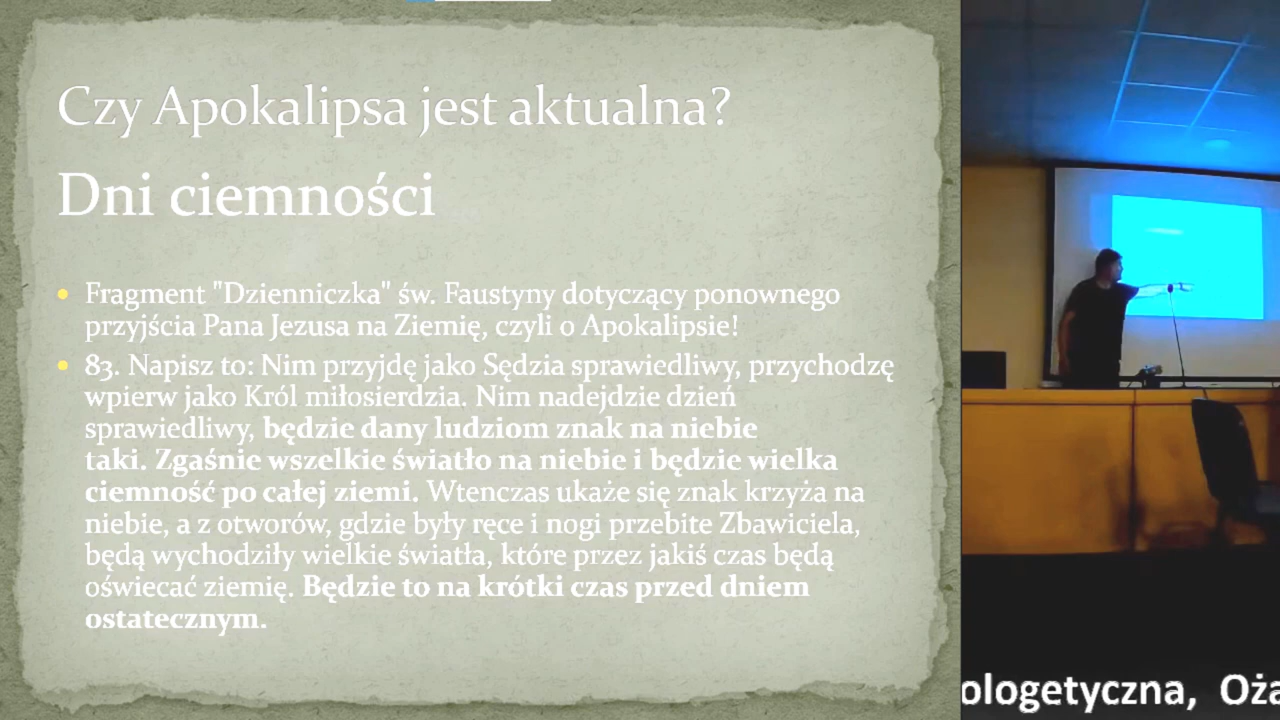 Czy Apokalipsa jest aktualna?
Dni ciemności
Fragment "Dzienniczka" św. Faustyny dotyczący ponownego
przyjścia Pana Jezusa na Ziemię, czyli o Apokalipsie!
83. Napisz to: Nim przyjdę jako Sędzia sprawiedliwy, przychodzę
wpierw jako Król miłosierdzia. Nim nadejdzie dzień
sprawiedliwy, będzie dany ludziom znak na niebie
taki. Zgaśnie wszelkie światło na niebie i będzie wielka
ciemność po całej ziemi. Wtenczas ukaże się znak krzyża na
niebie, a z otworów, gdzie były ręce i nogi przebite Zbawiciela,
będą wychodziły wielkie światła, które przez jakiś czas będą
oświecać ziemię. Będzie to na krótki czas przed dniem
ostatecznym.
ologetyczna, Oża